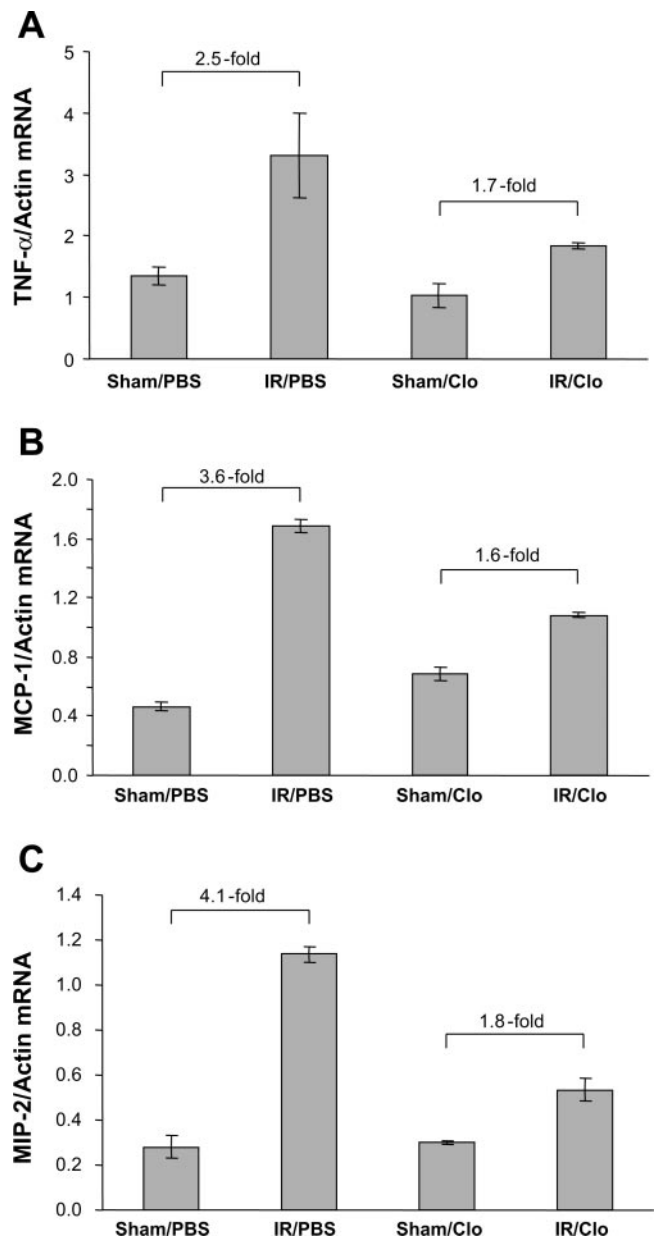 A
5
4
3
2
1
0
TNF-α/Actin mRNA
2.5-fold
1.7-fold
Sham/PBS IR/PBS Sham/Clo IR/Clo
B
2.0
1.6
1.2
0.8
0.4
0.0
MCP-1/Actin mRNA
3.6-fold
1.6-fold
Sham/PBS IR/PBS Sham/Clo IR/Clo
C
1.4
1.2
1.0
0.8
0.6
0.4
0.2
0.0
MIP-2/Actin mRNA
4.1-fold
1.8-fold
Sham/PBS IR/PBS Sham/Clo IR/Clo